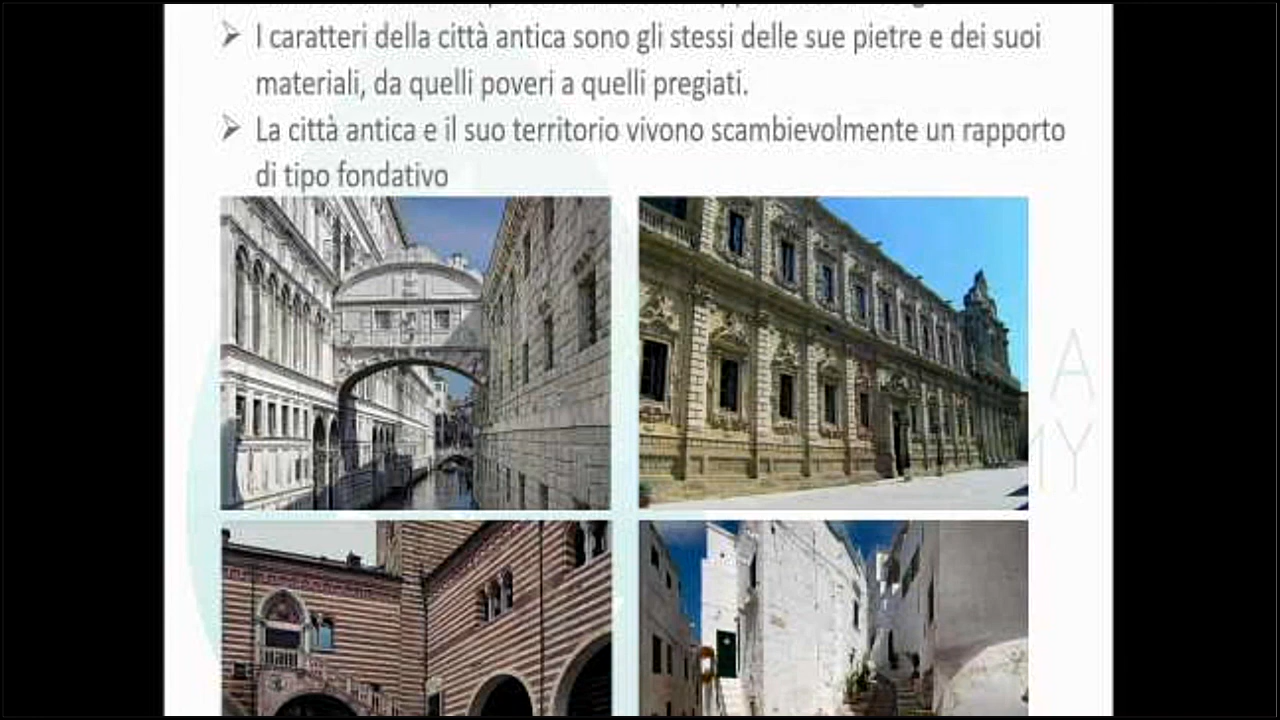 ➢ I caratteri della città antica sono gli stessi delle sue pietre e dei suoi
materiali, da quelli poveri a quelli pregiati.
➢ La città antica e il suo territorio vivono scambievolmente un rapporto
di tipo fondativo
A
MY